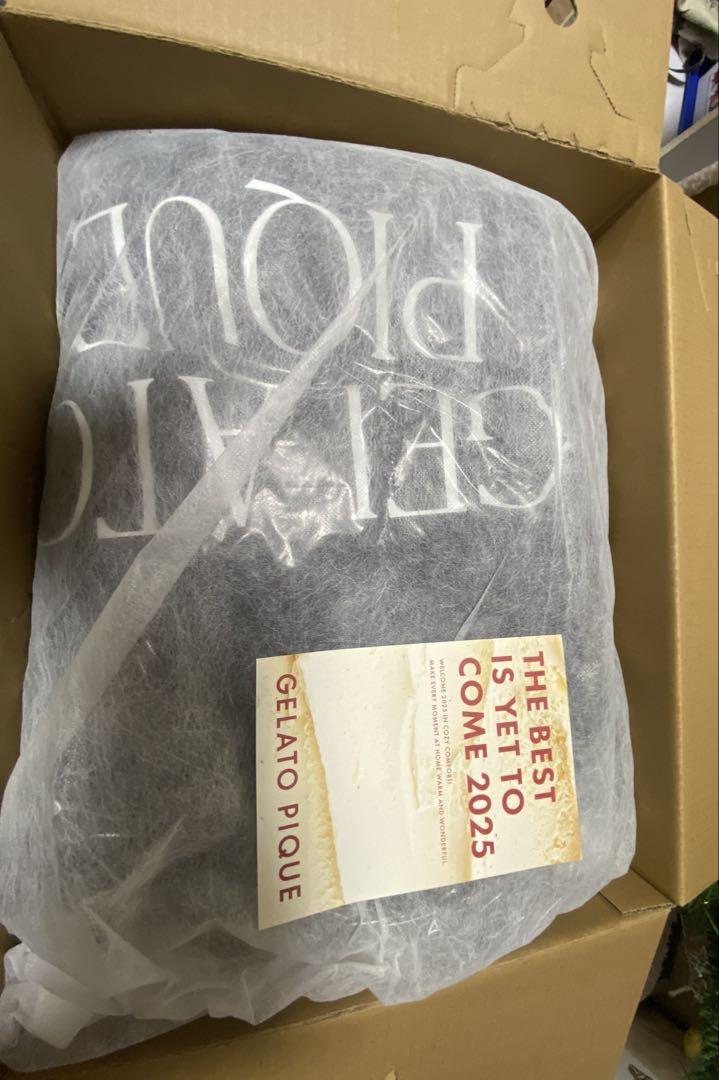 GELATO
PIQUE
THE BEST
IS YET TO
COME 2025
WELCOME 2025 IN COZY COMFORT!
MAKE EVERY MOMENT AT HOME WARM AND WONDERFUL.
GELATO PIQUE